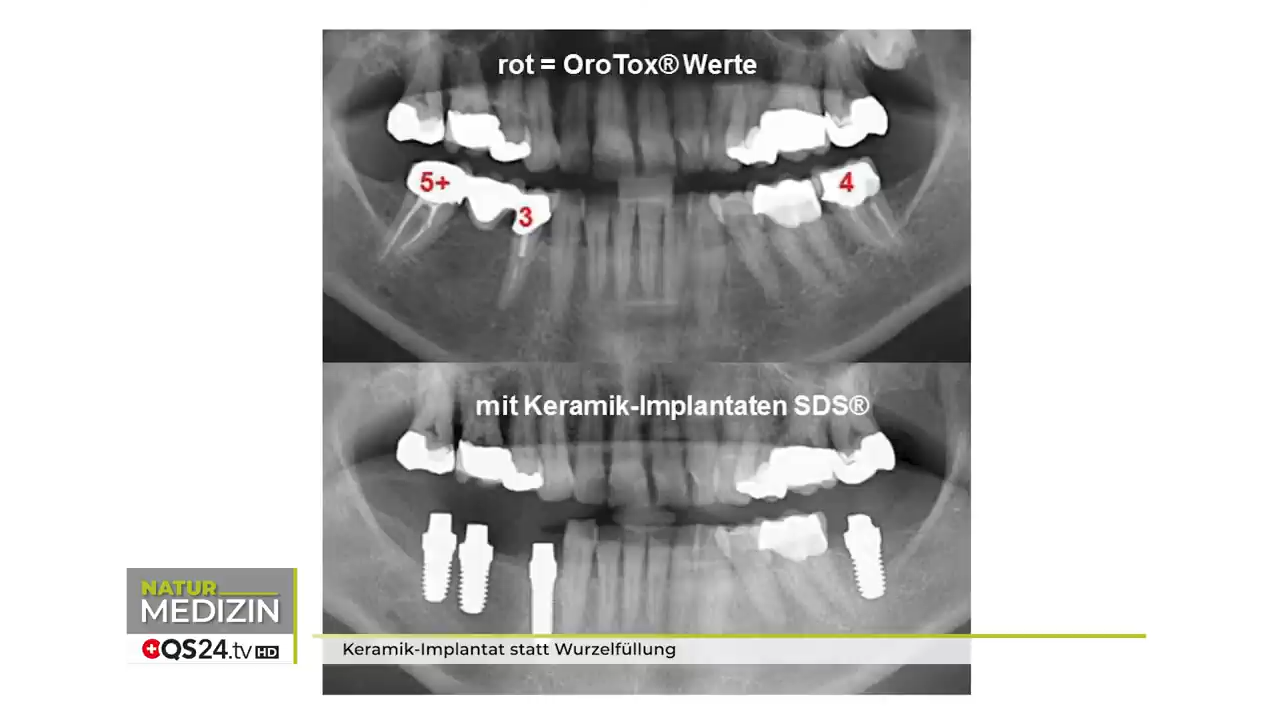 rot = OroTox® Werte
5+
3
4
mit Keramik-Implantaten SDS®
NATUR
MEDIZIN
QS24.tv HD
Keramik-Implantat statt Wurzelfüllung